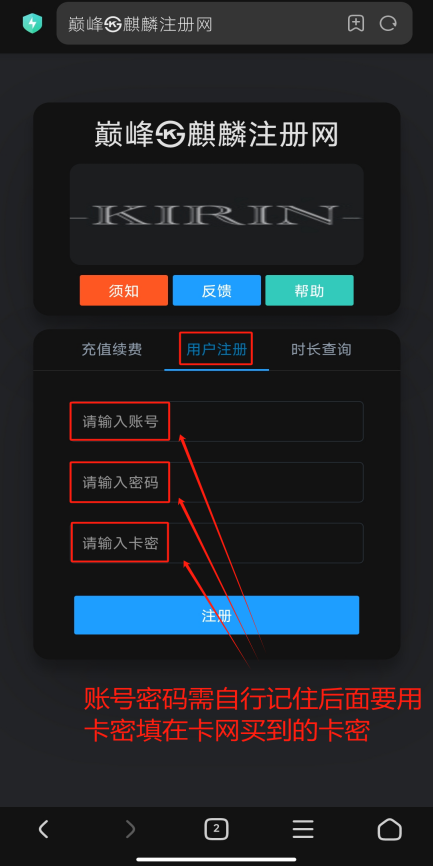 巅峰㉿麒麟注册网
巅峰㉿麒麟注册网
-KIRIN-
须知
反馈
帮助
充值续费
用户注册
时长查询
请输入账号
请输入密码
请输入卡密
注册
账号密码需自行记住后面要用
卡密填在卡网买到的卡密
2